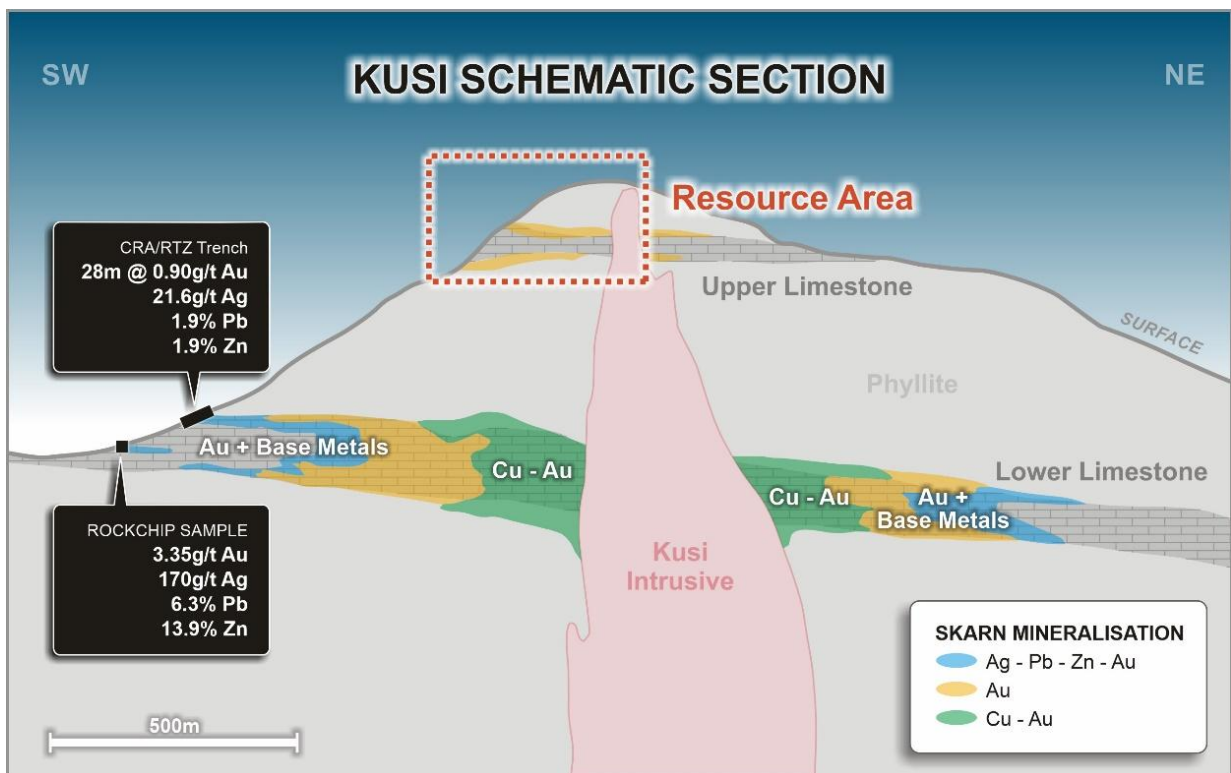 SW
KUSI SCHEMATIC SECTION
NE
Resource Area
CRA/RTZ Trench
28m @ 0.90g/t Au
21.6g/t Ag
1.9% Pb
1.9% Zn
Upper Limestone
SURFACE
Phyllite
Au + Base Metals
Cu - Au
Lower Limestone
Cu - Au
Au +
Base Metals
ROCKCHIP SAMPLE
3.35g/t Au
170g/t Ag
6.3% Pb
13.9% Zn
Kusi
Intrusive
SKARN MINERALISATION
Ag - Pb - Zn - Au
Au
Cu - Au
500m